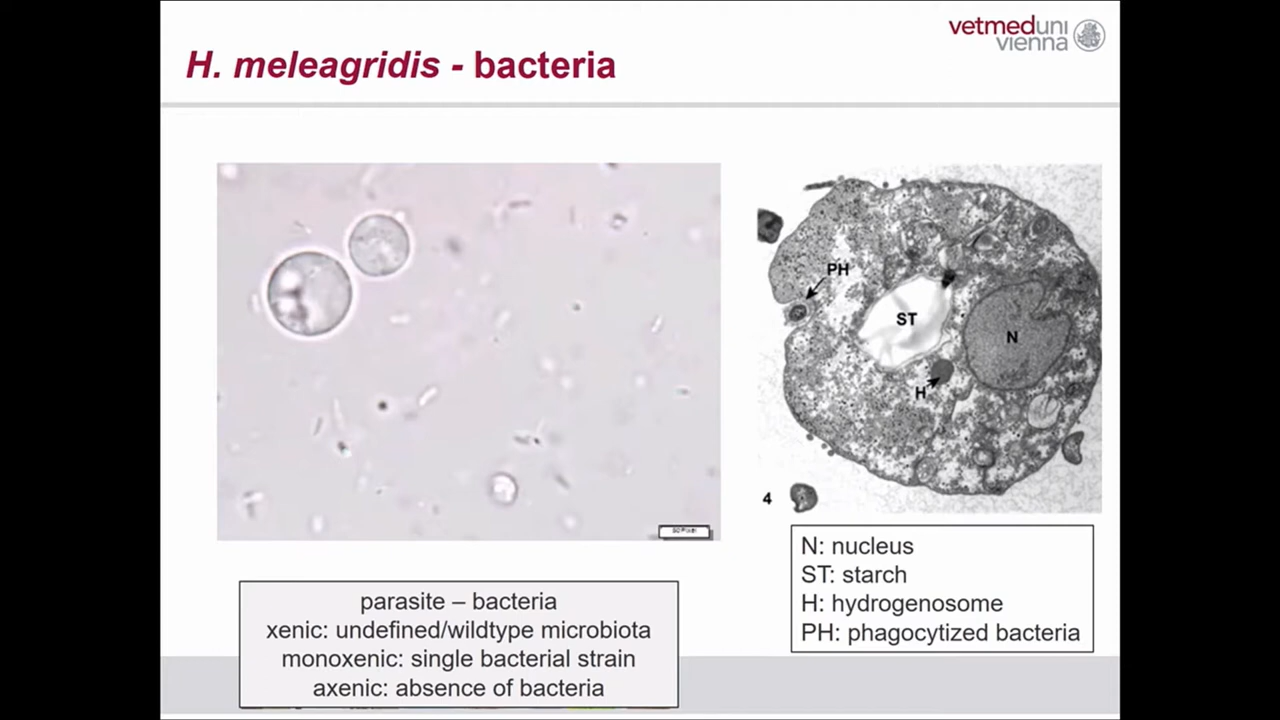 vetmeduni
vienna
H. meleagridis - bacteria
PH
ST
N
H
4
parasite – bacteria
xenic: undefined/wildtype microbiota
monoxenic: single bacterial strain
axenic: absence of bacteria
N: nucleus
ST: starch
H: hydrogenosome
PH: phagocytized bacteria